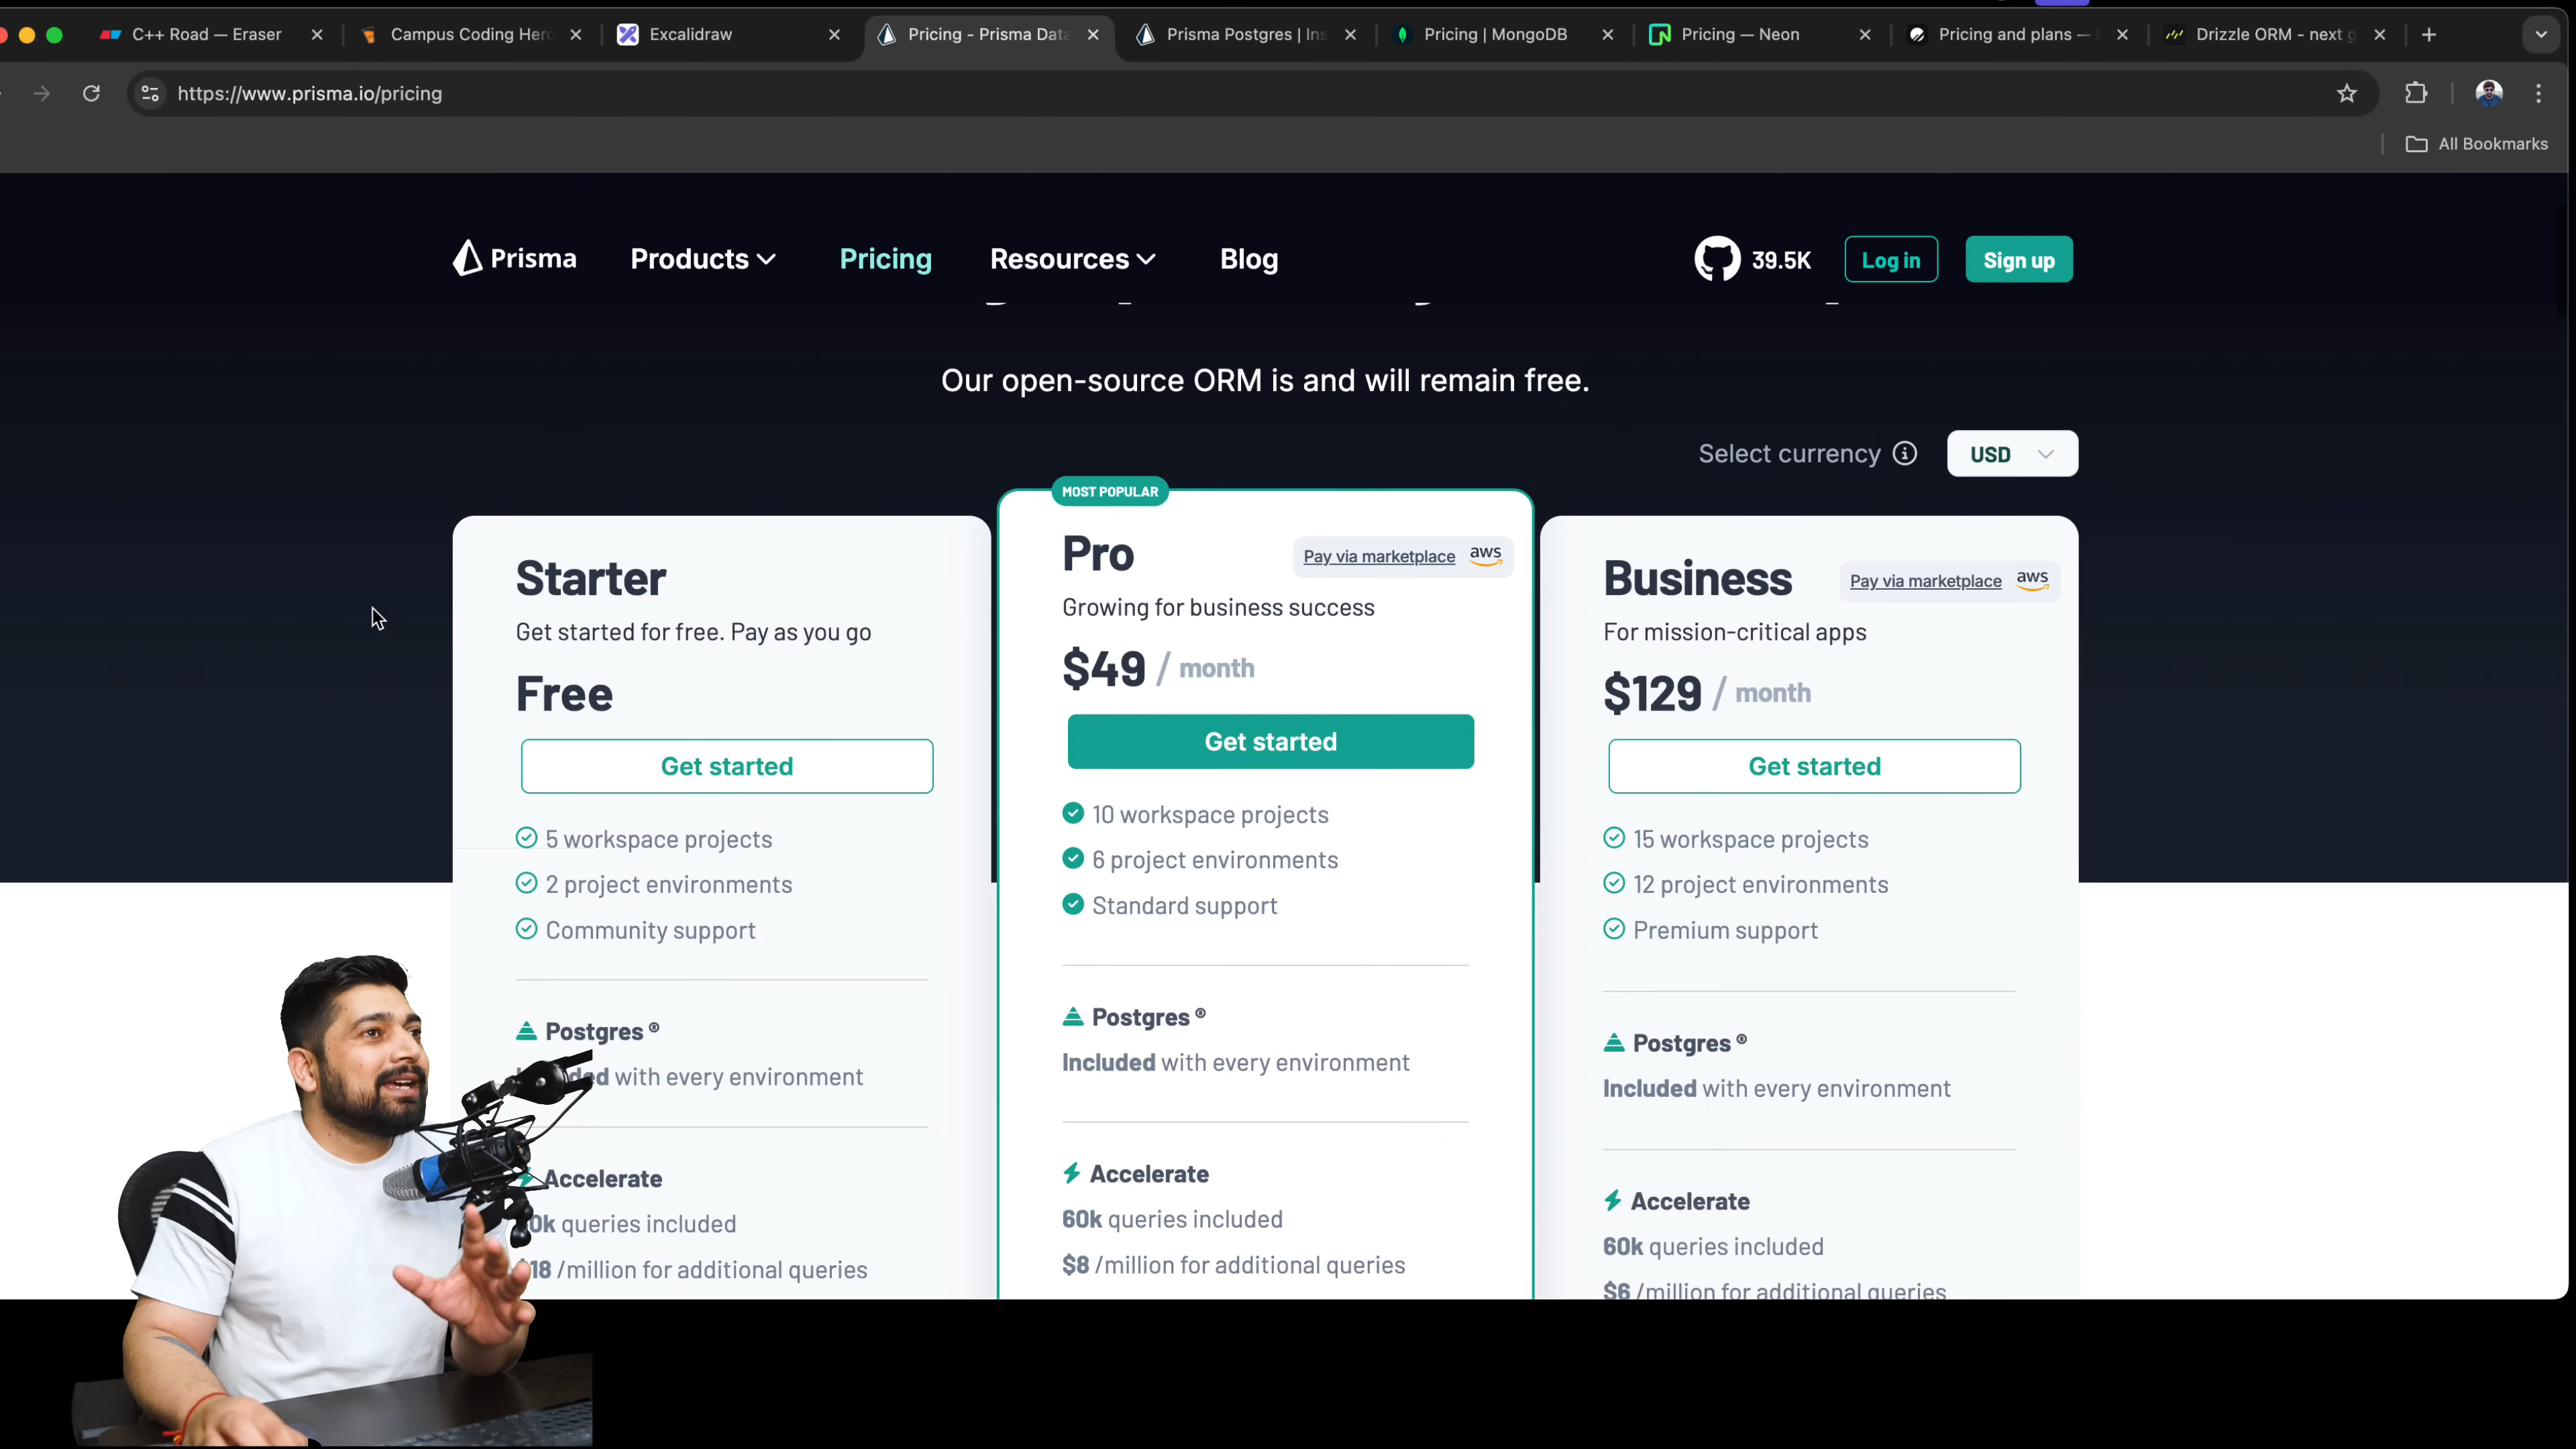 C++ Road — Eraser
Campus Coding Her
Excalidraw
Pricing - Prisma Data
Prisma Postgres | Ins
Pricing | MongoDB
Pricing — Neon
Pricing and plans —
Drizzle ORM - next g
https://www.prisma.io/pricing
All Bookmarks
Prisma
Products
Pricing
Resources
Blog
39.5K
Log in
Sign up
Our open-source ORM is and will remain free.
Select currency
USD
Starter
Get started for free. Pay as you go
Free
Get started
5 workspace projects
2 project environments
Community support
Postgres ®
with every environment
Accelerate
queries included
/million for additional queries
MOST POPULAR
Pro
Pay via marketplace aws
Growing for business success
$49 / month
Get started
10 workspace projects
6 project environments
Standard support
Postgres ®
Included with every environment
Accelerate
60k queries included
$8 /million for additional queries
Business
Pay via marketplace aws
For mission-critical apps
$129 / month
Get started
15 workspace projects
12 project environments
Premium support
Postgres ®
Included with every environment
Accelerate
60k queries included
$6 /million for additional queries